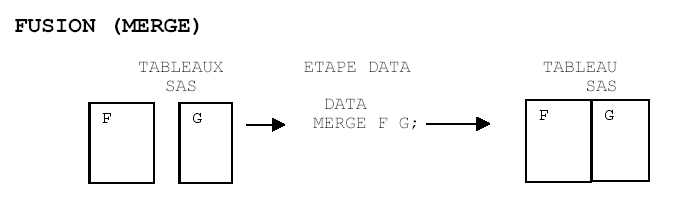 FUSION (MERGE)
TABLEAUX
SAS
ETAPE DATA
TABLEAU
SAS
F
G
DATA
MERGE F G;
F
G